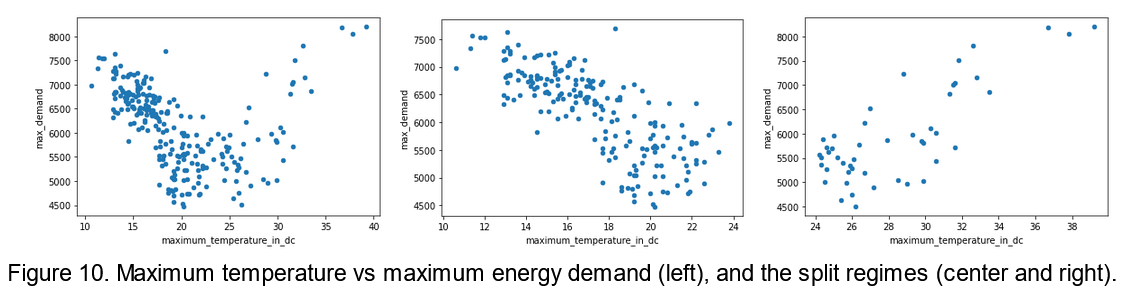 max_demand
8000
7500
7000
6500
6000
5500
5000
4500
10 15 20 25 30 35 40
maximum_temperature_in_dc
max_demand
7500
7000
6500
6000
5500
5000
4500
10 12 14 16 18 20 22 24
maximum_temperature_in_dc
max_demand
8000
7500
7000
6500
6000
5500
5000
4500
24 26 28 30 32 34 36 38
maximum_temperature_in_dc
Figure 10. Maximum temperature vs maximum energy demand (left), and the split regimes (center and right).